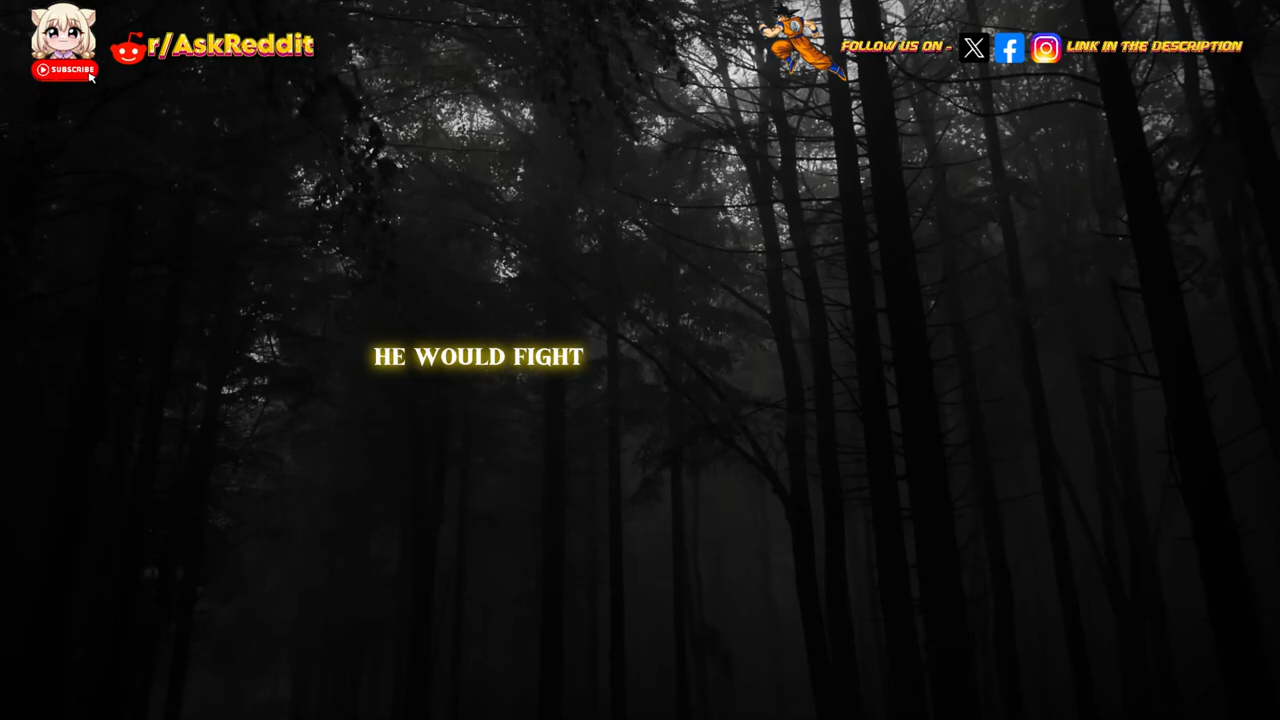 r/AskReddit
SUBSCRIBE
FOLLOW US ON -
LINK IN THE DESCRIPTION
HE WOULD FIGHT